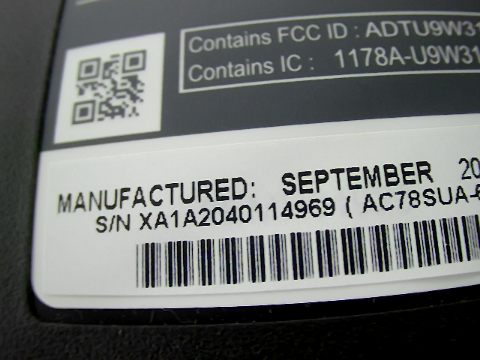 Contains FCC ID : ADTU9W31
Contains IC : 1178A-U9W31
MANUFACTURED: SEPTEMBER 20
S/N XA1A2040114969 ( AC78SUA-